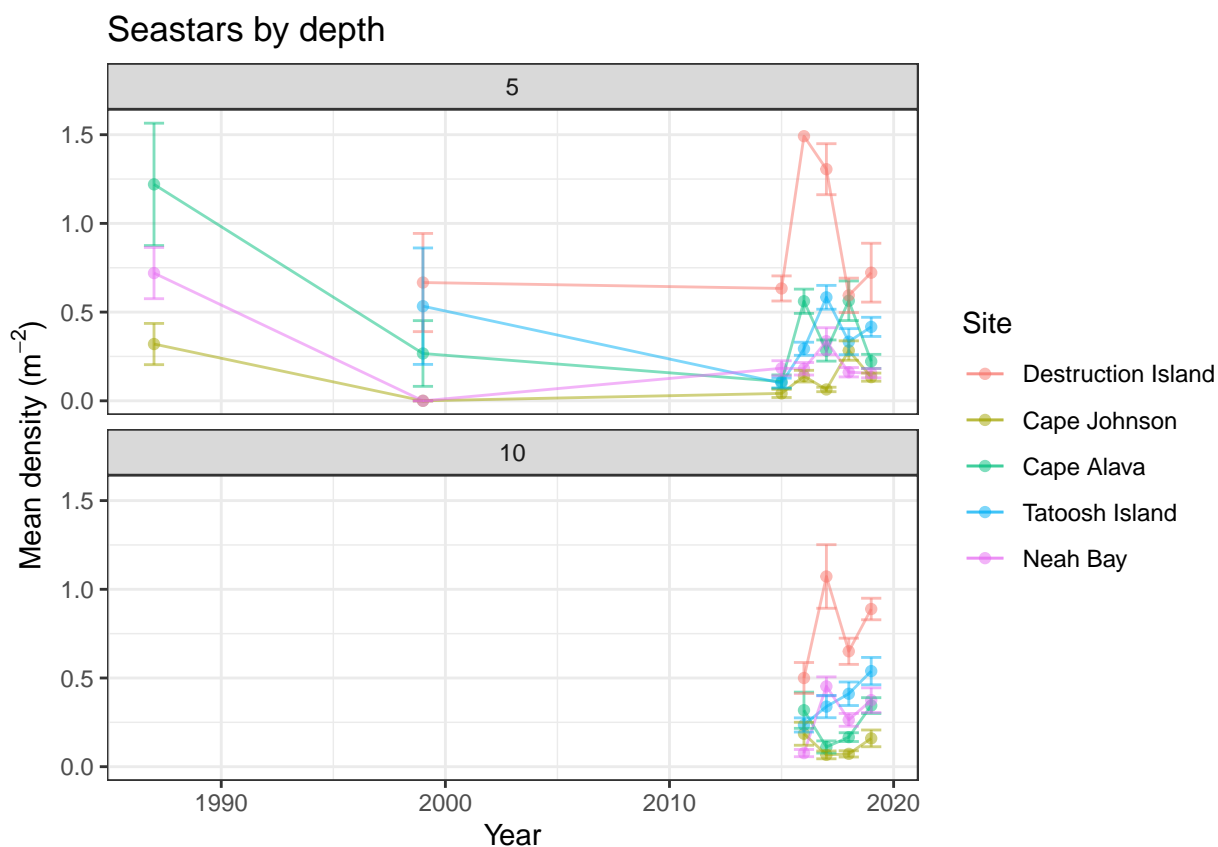 Seastars by depth
5
1.5
1.0
0.5
0.0
10
1.5
1.0
0.5
0.0
1990 2000 2010 2020
Year
Mean density (m⁻²)
Site
Destruction Island
Cape Johnson
Cape Alava
Tatoosh Island
Neah Bay